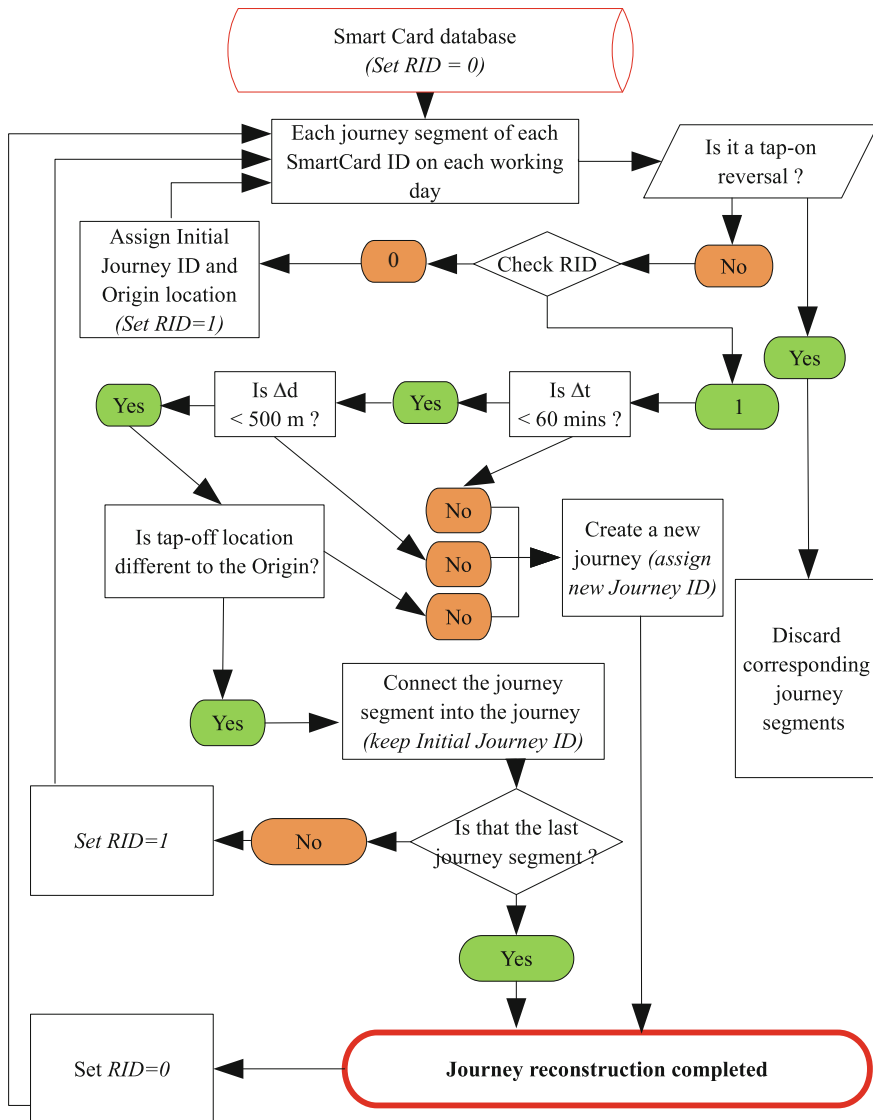 Smart Card database
(Set RID = 0)
Each journey segment of each
SmartCard ID on each working
day
Is it a tap-on
reversal ?
Assign Initial
Journey ID and
Origin location
(Set RID=1)
0
Check RID
No
Yes
Yes
Is Δd
< 500 m ?
Yes
Is Δt
< 60 mins ?
1
No
No
No
Is tap-off location
different to the Origin?
Create a new
journey (assign
new Journey ID)
Discard
corresponding
journey
segments
Yes
Connect the journey
segment into the journey
(keep Initial Journey ID)
Set RID=1
No
Is that the last
journey segment ?
Yes
Set RID=0
Journey reconstruction completed